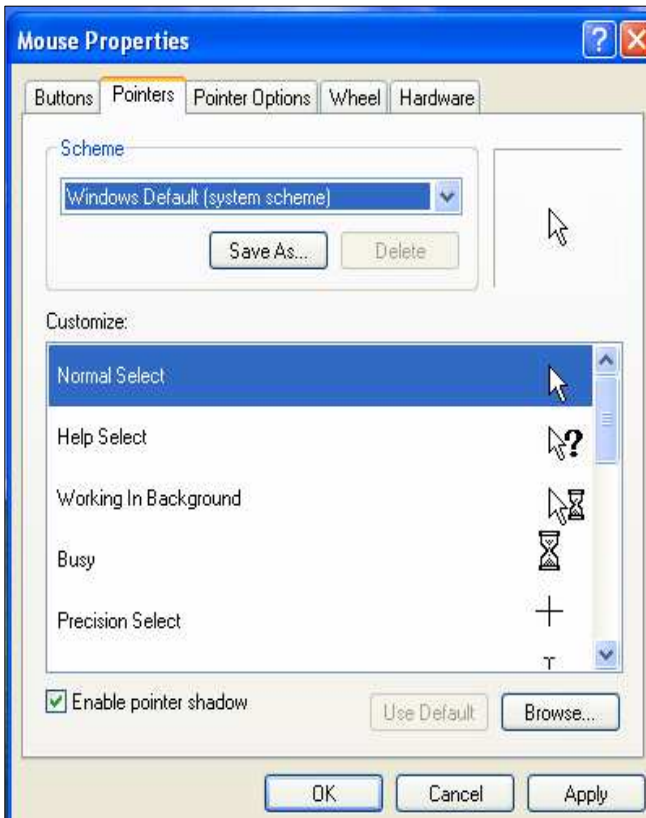 Mouse Properties
Buttons Pointers Pointer Options Wheel Hardware
Scheme
Windows Default (system scheme)
Save As... Delete
Customize:
Normal Select
Help Select
Working In Background
Busy
Precision Select
Enable pointer shadow
Use Default Browse...
OK Cancel Apply